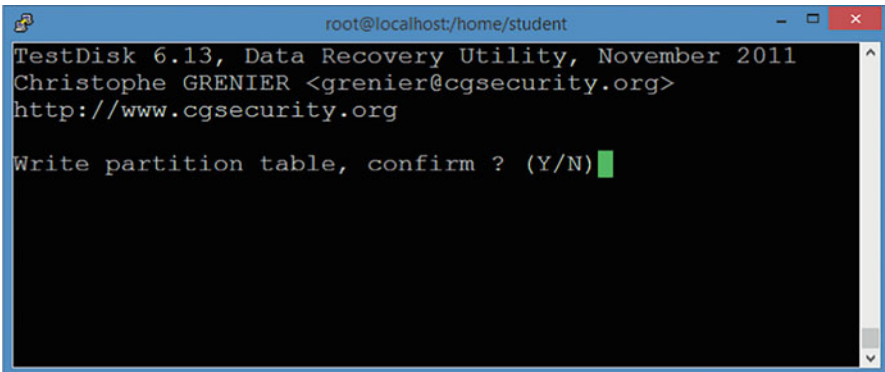 root@localhost:/home/student
TestDisk 6.13, Data Recovery Utility, November 2011
Christophe GRENIER <grenier@cgsecurity.org>
http://www.cgsecurity.org
Write partition table, confirm ? (Y/N)